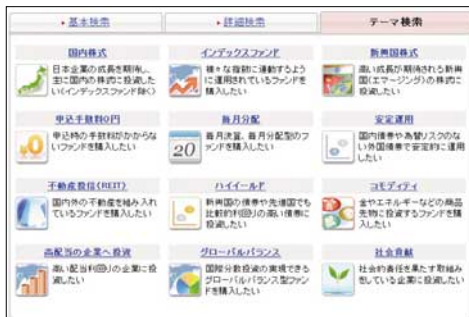 基本検索
詳細検索
テーマ検索
国内株式
日本企業の成長を期待し、
主に国内の株式に投資した
い(インデックスファンド除く)
インデックスファンド
様々な指数に連動するよう
に運用されているファンドを
購入したい
新興国株式
高い成長が期待される新興
国(エマージング)の株式に
投資したい
申込手数料0円
申込時の手数料がかからな
いファンドを購入したい
毎月分配
毎月決算、毎月分配型のフ
ァンドを購入したい
20
安定運用
国内債券や為替リスクのな
い外国債券で安定的に運用
したい
不動産投信(REIT)
国内外の不動産を組み入れ
ているファンドを購入したい
ハイイールド
新興国の債券や先進国でも
比較的利回りの高い債券に
投資したい
コモディティ
金やエネルギーなどの商品
先物に投資するファンドを購
入したい
高配当の企業へ投資
高い配当利回りの企業に投
資したい
グローバルバランス
国際分散投資の実現できる
グローバルバランス型ファン
ドを購入したい
社会貢献
社会的責任を果たす取組み
をしている企業に投資したい